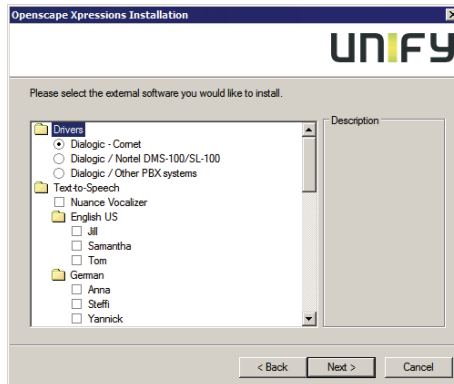 Openscape Xpressions Installation
UNIFY
Please select the external software you would like to install.
Drivers
Dialogic - Cornet
Dialogic / Nortel DMS-100/SL-100
Dialogic / Other PBX systems
Text-to-Speech
Nuance Vocalizer
English US
Jill
Samantha
Tom
German
Anna
Steffi
Yannick
Description
< Back
Next >
Cancel